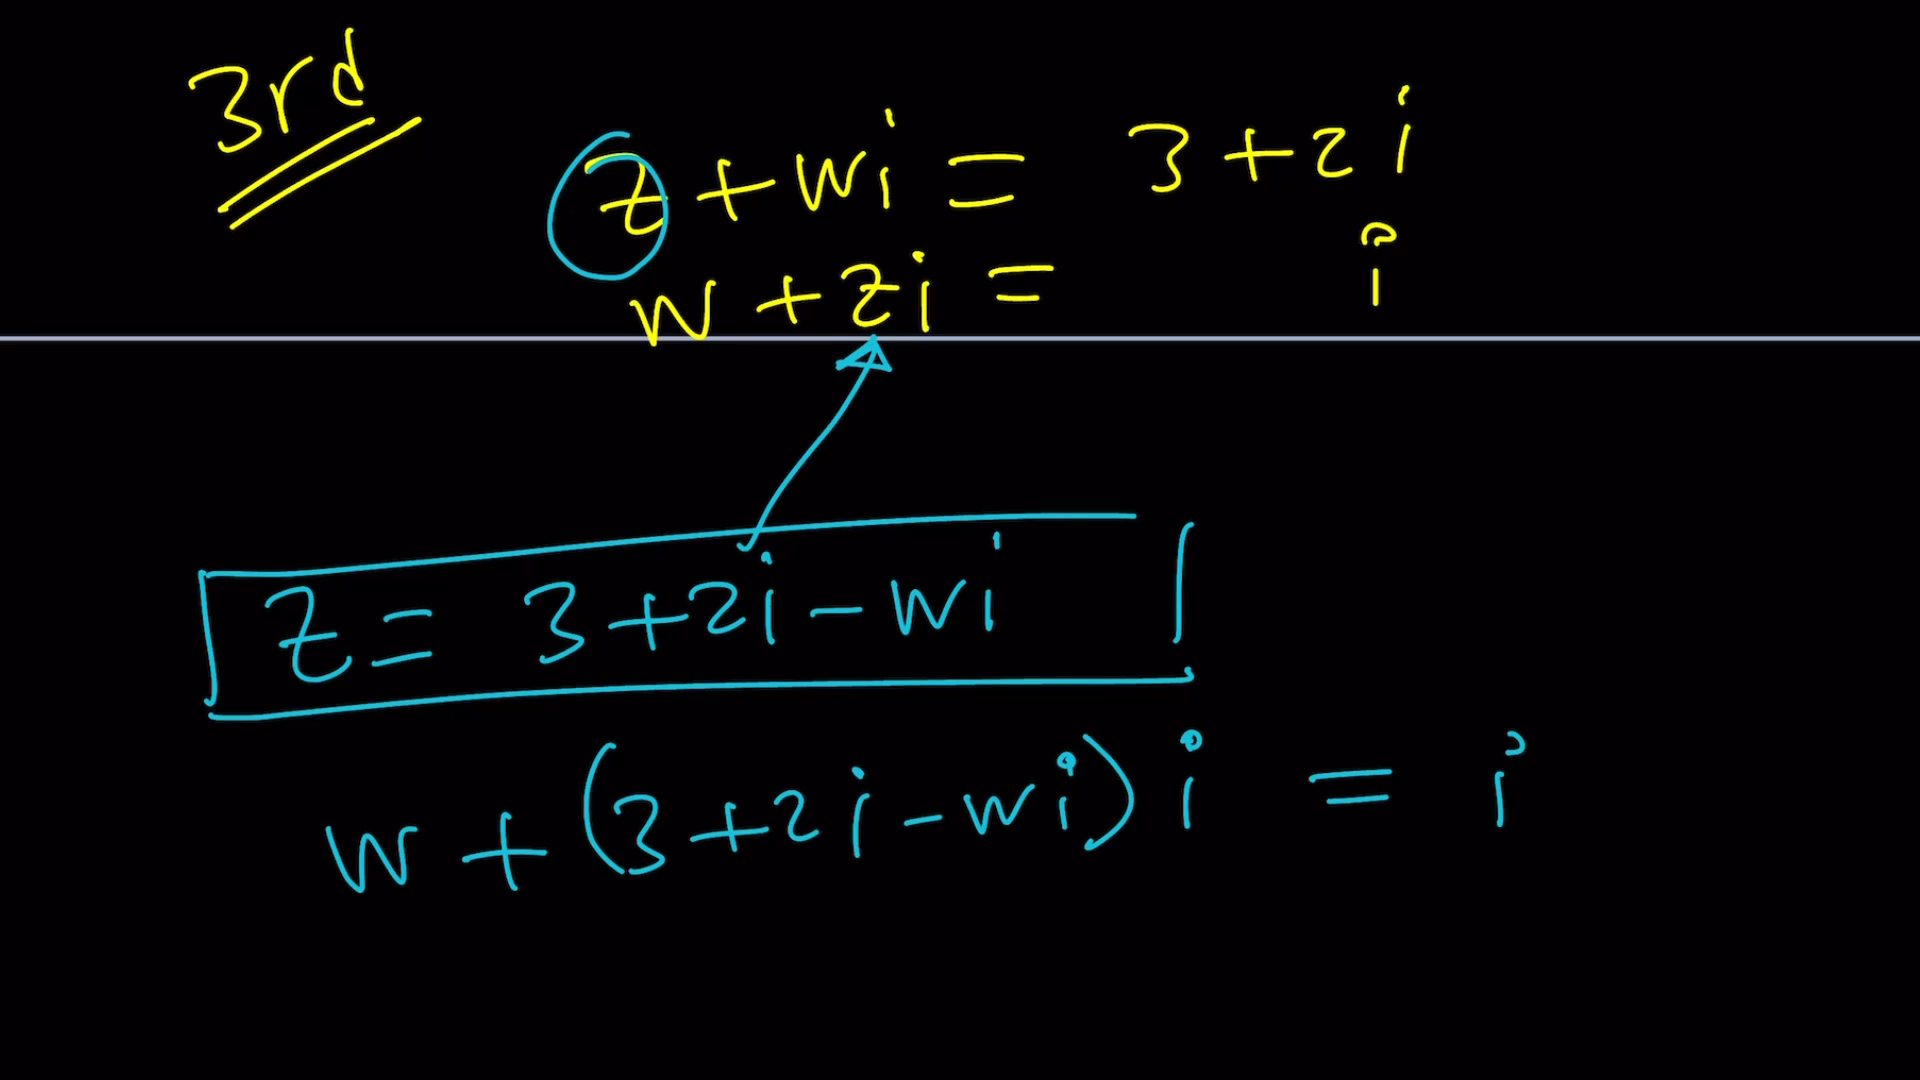 3rd
z + wi = 3 + 2i
w + zi = i
z = 3 + 2i - wi
w + (3 + 2i - wi) i = i